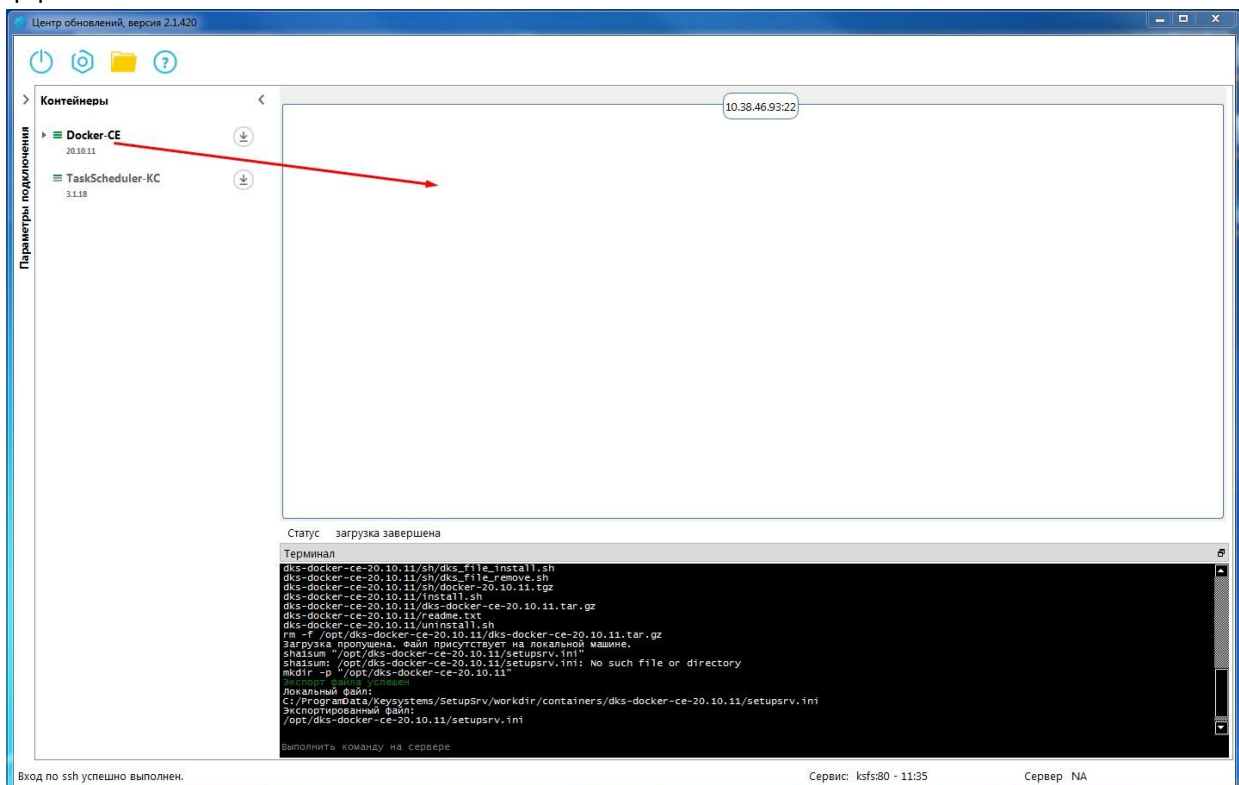 Центр обновлений, версия 2.1.420
Контейнеры
Параметры подключения
Docker-CE
20.10.11
TaskScheduler-KC
3.1.18
10.38.46.93:22
Статус загрузка завершена
Терминал
dks-docker-ce-20.10.11/sh/dks_file_install.sh
dks-docker-ce-20.10.11/sh/dks_file_remove.sh
dks-docker-ce-20.10.11/sh/docker-20.10.11.tgz
dks-docker-ce-20.10.11/install.sh
dks-docker-ce-20.10.11/dks-docker-ce-20.10.11.tar.gz
dks-docker-ce-20.10.11/readme.txt
dks-docker-ce-20.10.11/uninstall.sh
rm -f /opt/dks-docker-ce-20.10.11/dks-docker-ce-20.10.11.tar.gz
Загрузка пропущена. Файл присутствует на локальной машине.
sha1sum "/opt/dks-docker-ce-20.10.11/setupsrv.ini"
sha1sum: /opt/dks-docker-ce-20.10.11/setupsrv.ini: No such file or directory
mkdir -p "/opt/dks-docker-ce-20.10.11"
Экспорт файла успешен
Локальный файл:
C:/ProgramData/Keysystems/SetupSrv/workdir/containers/dks-docker-ce-20.10.11/setupsrv.ini
Экспортированный файл:
/opt/dks-docker-ce-20.10.11/setupsrv.ini
Выполнить команду на сервере
Вход по ssh успешно выполнен.
Сервис: ksfs:80 - 11:35
Сервер NA